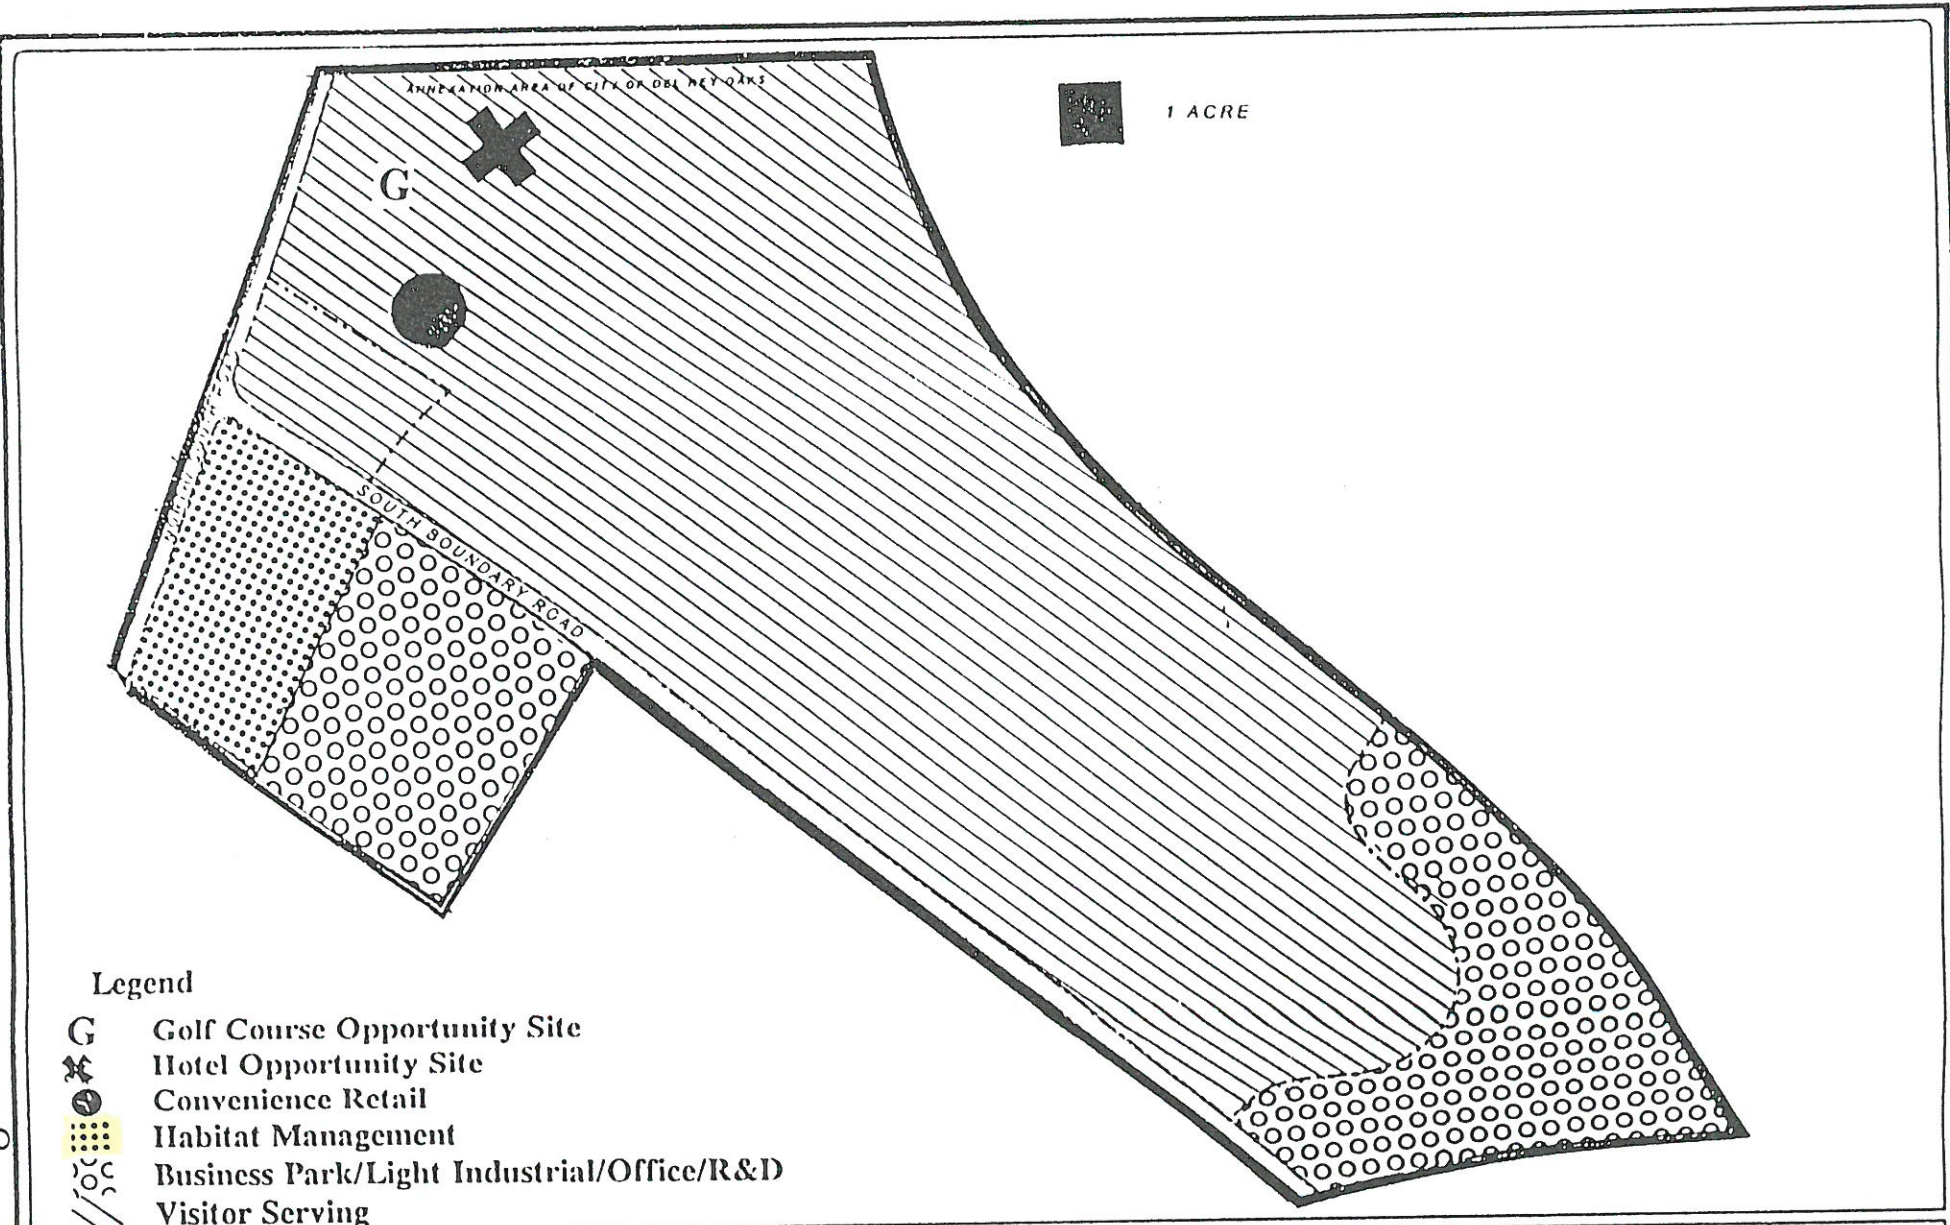 ANNEXATION AREA OF CITY OF DEL REY OAKS
1 ACRE
G
SOUTH BOUNDARY ROAD
Legend
G Golf Course Opportunity Site
Hotel Opportunity Site
Convenience Retail
Habitat Management
Business Park/Light Industrial/Office/R&D
Visitor Serving